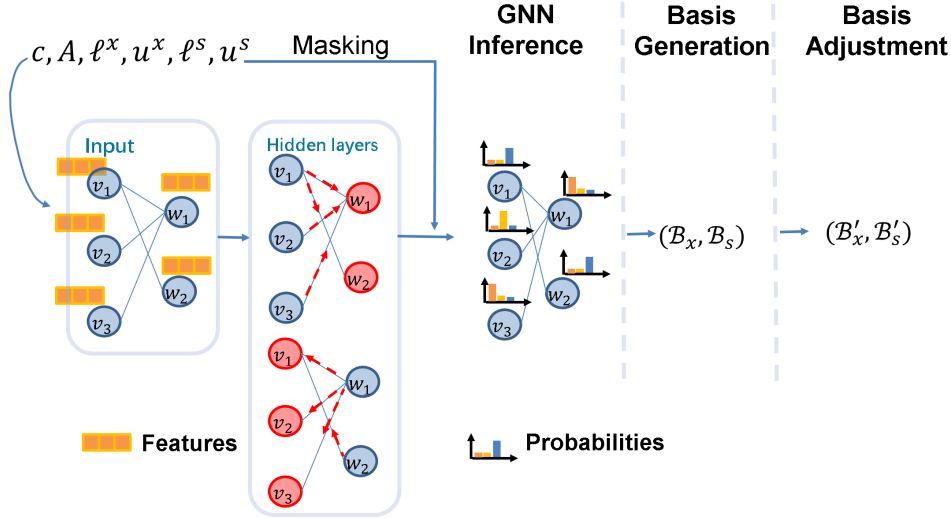 GNN
Inference
Basis
Generation
Basis
Adjustment
c, A, ℓ^x, u^x, ℓ^s, u^s
Masking
Input
v_1
v_2
v_3
w_1
w_2
Hidden layers
v_1
v_2
v_3
w_1
w_2
v_1
v_2
v_3
w_1
w_2
v_1
v_2
v_3
w_1
w_2
(ℬ_x, ℬ_s)
(ℬ′_x, ℬ′_s)
Features
Probabilities